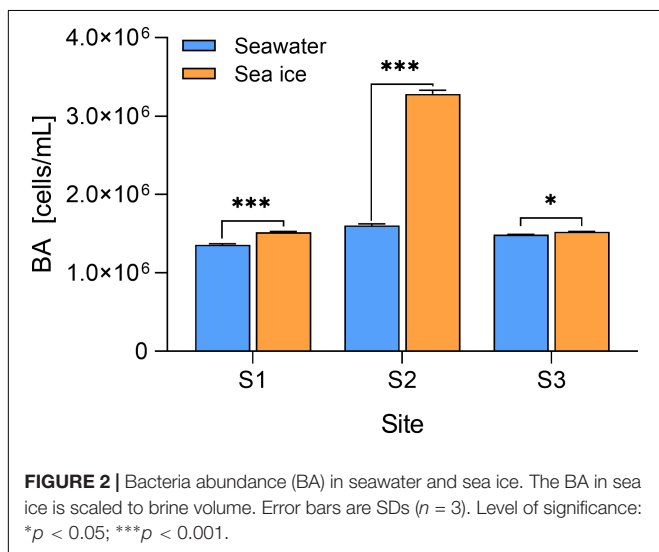 4.0×10⁶
3.0×10⁶
2.0×10⁶
1.0×10⁶
0
BA [cells/mL]
Seawater
Sea ice
***
***
*
S1 S2 S3
Site
FIGURE 2 | Bacteria abundance (BA) in seawater and sea ice. The BA in sea
ice is scaled to brine volume. Error bars are SDs (n = 3). Level of significance:
*p < 0.05; ***p < 0.001.